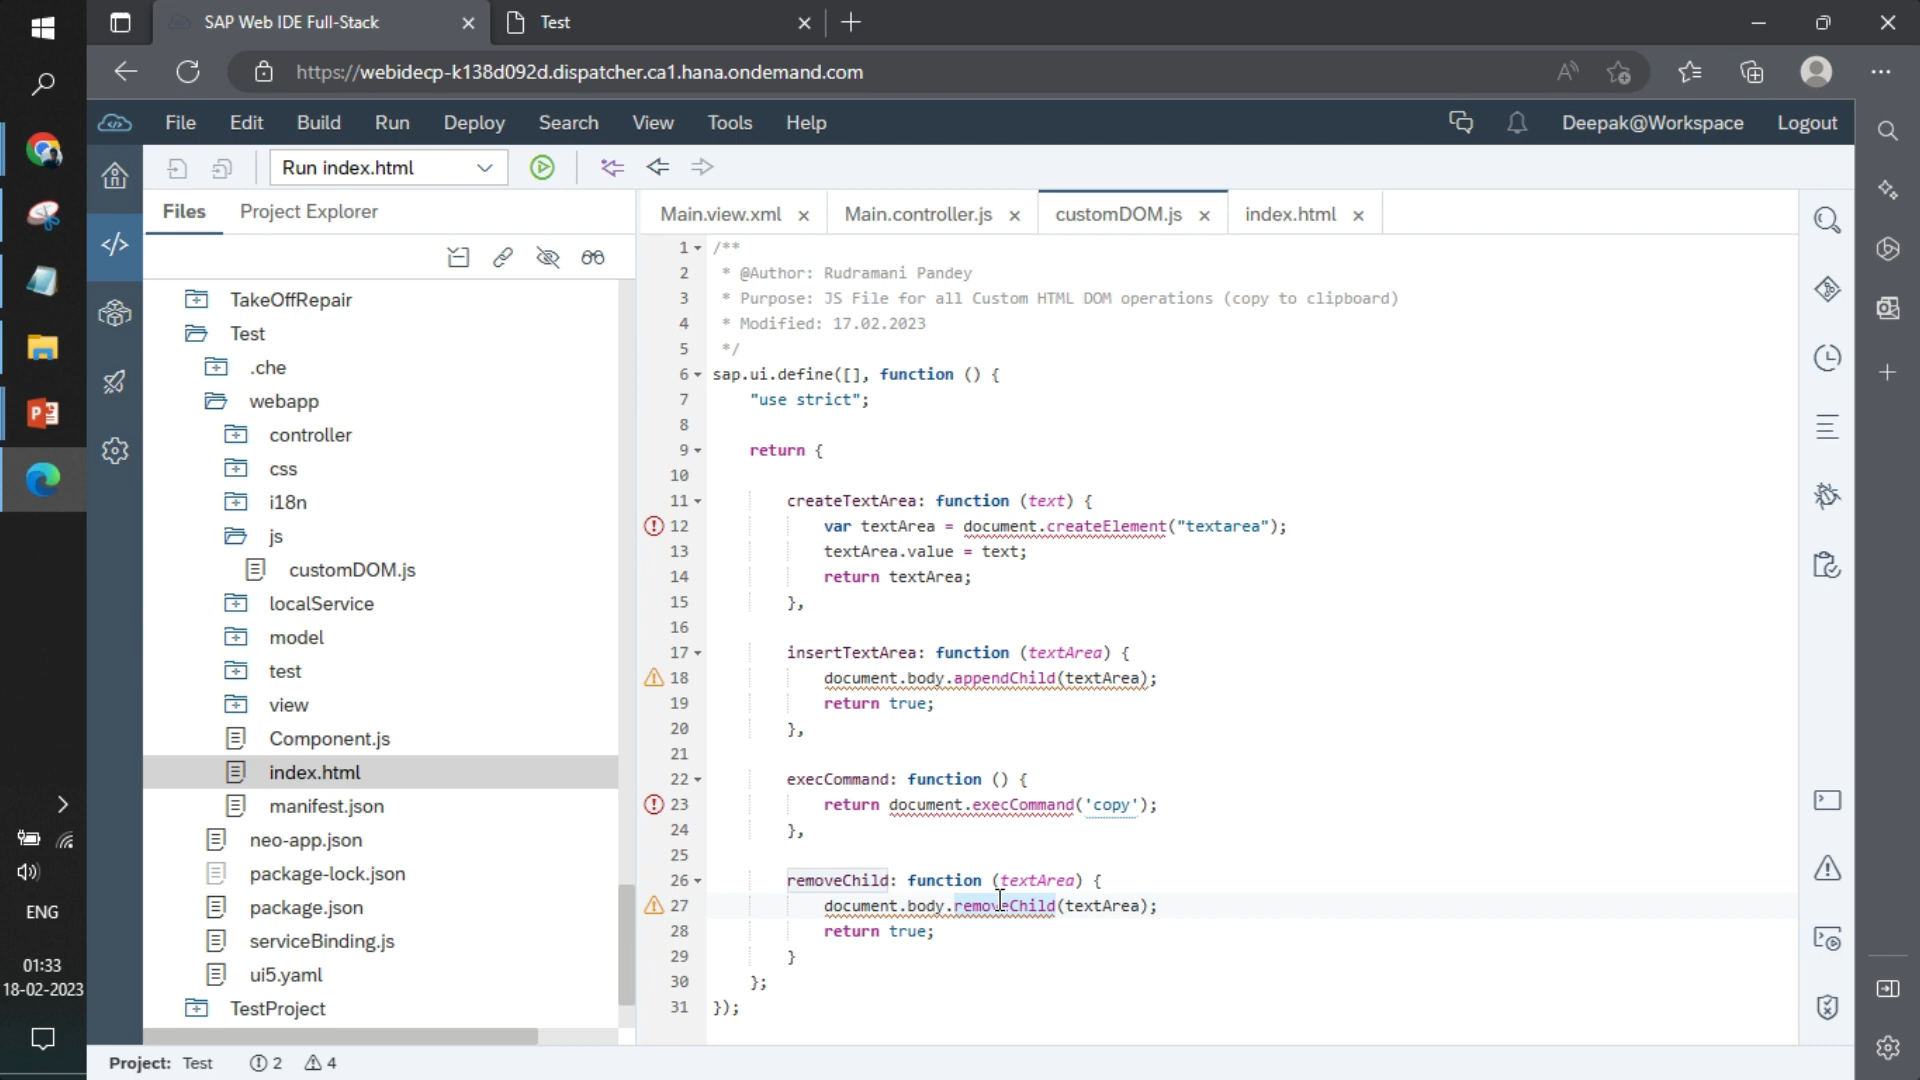 SAP Web IDE Full-Stack
Test
https://webidecp-k138d092d.dispatcher.ca1.hana.ondemand.com
File Edit Build Run Deploy Search View Tools Help
Deepak@Workspace Logout
Run index.html
Files Project Explorer
Main.view.xml Main.controller.js customDOM.js index.html
TakeOffRepair
Test
.che
webapp
controller
css
i18n
js
customDOM.js
localService
model
test
view
Component.js
index.html
manifest.json
neo-app.json
package-lock.json
package.json
serviceBinding.js
ui5.yaml
TestProject
1 /**
2 * @Author: Rudramani Pandey
3 * Purpose: JS File for all Custom HTML DOM operations (copy to clipboard)
4 * Modified: 17.02.2023
5 */
6 sap.ui.define([], function () {
7 "use strict";
8
9 return {
10
11 createTextArea: function (text) {
12 var textArea = document.createElement("textarea");
13 textArea.value = text;
14 return textArea;
15 },
16
17 insertTextArea: function (textArea) {
18 document.body.appendChild(textArea);
19 return true;
20 },
21
22 execCommand: function () {
23 return document.execCommand('copy');
24 },
25
26 removeChild: function (textArea) {
27 document.body.removeChild(textArea);
28 return true;
29 }
30 };
31 });
Project: Test 2 4
ENG
01:33
18-02-2023